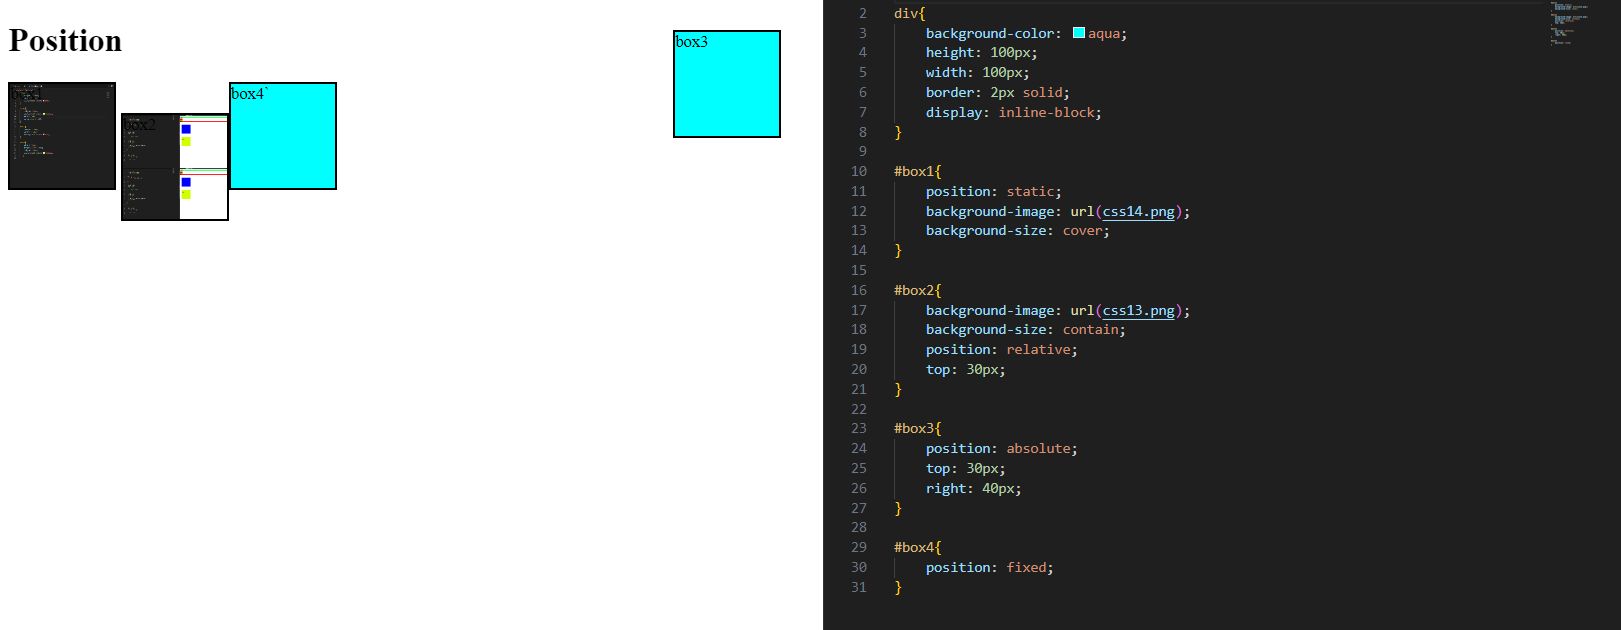 Position
box3
box4`
box2
2 div{
3 background-color: aqua;
4 height: 100px;
5 width: 100px;
6 border: 2px solid;
7 display: inline-block;
8 }
9
10 #box1{
11 position: static;
12 background-image: url(css14.png);
13 background-size: cover;
14 }
15
16 #box2{
17 background-image: url(css13.png);
18 background-size: contain;
19 position: relative;
20 top: 30px;
21 }
22
23 #box3{
24 position: absolute;
25 top: 30px;
26 right: 40px;
27 }
28
29 #box4{
30 position: fixed;
31 }